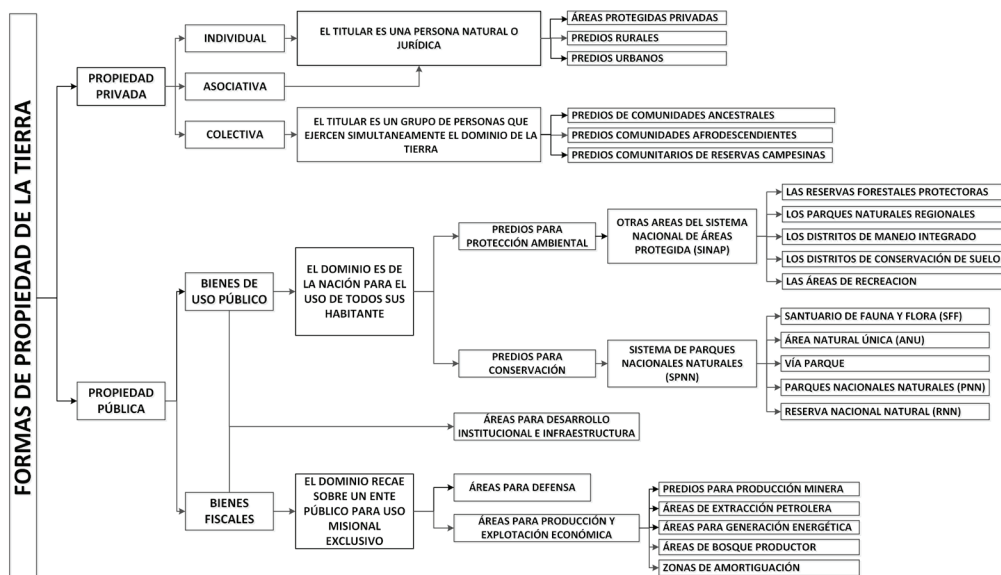 FORMAS DE PROPIEDAD DE LA TIERRA
PROPIEDAD
PRIVADA
INDIVIDUAL
EL TITULAR ES UNA PERSONA NATURAL O
JURÍDICA
ÁREAS PROTEGIDAS PRIVADAS
PREDIOS RURALES
PREDIOS URBANOS
ASOCIATIVA
COLECTIVA
EL TITULAR ES UN GRUPO DE PERSONAS QUE
EJERCEN SIMULTANEAMENTE EL DOMINIO DE LA
TIERRA
PREDIOS DE COMUNIDADES ANCESTRALES
PREDIOS COMUNIDADES AFRODESCENDIENTES
PREDIOS COMUNITARIOS DE RESERVAS CAMPESINAS
PROPIEDAD
PÚBLICA
BIENES DE
USO PÚBLICO
EL DOMINIO ES DE
LA NACIÓN PARA EL
USO DE TODOS SUS
HABITANTE
PREDIOS PARA
PROTECCIÓN AMBIENTAL
OTRAS AREAS DEL SISTEMA
NACIONAL DE ÁREAS
PROTEGIDA (SINAP)
LAS RESERVAS FORESTALES PROTECTORAS
LOS PARQUES NATURALES REGIONALES
LOS DISTRITOS DE MANEJO INTEGRADO
LOS DISTRITOS DE CONSERVACIÓN DE SUELO
LAS ÁREAS DE RECREACION
PREDIOS PARA
CONSERVACIÓN
SISTEMA DE PARQUES
NACIONALES NATURALES
(SPNN)
SANTUARIO DE FAUNA Y FLORA (SFF)
ÁREA NATURAL ÚNICA (ANU)
VÍA PARQUE
PARQUES NACIONALES NATURALES (PNN)
RESERVA NACIONAL NATURAL (RNN)
ÁREAS PARA DESARROLLO
INSTITUCIONAL E INFRAESTRUCTURA
BIENES
FISCALES
EL DOMINIO RECAE
SOBRE UN ENTE
PÚBLICO PARA USO
MISIONAL
EXCLUSIVO
ÁREAS PARA DEFENSA
ÁREAS PARA PRODUCCIÓN Y
EXPLOTACIÓN ECONÓMICA
PREDIOS PARA PRODUCCIÓN MINERA
ÁREAS DE EXTRACCIÓN PETROLERA
ÁREAS PARA GENERACIÓN ENERGÉTICA
ÁREAS DE BOSQUE PRODUCTOR
ZONAS DE AMORTIGUACIÓN